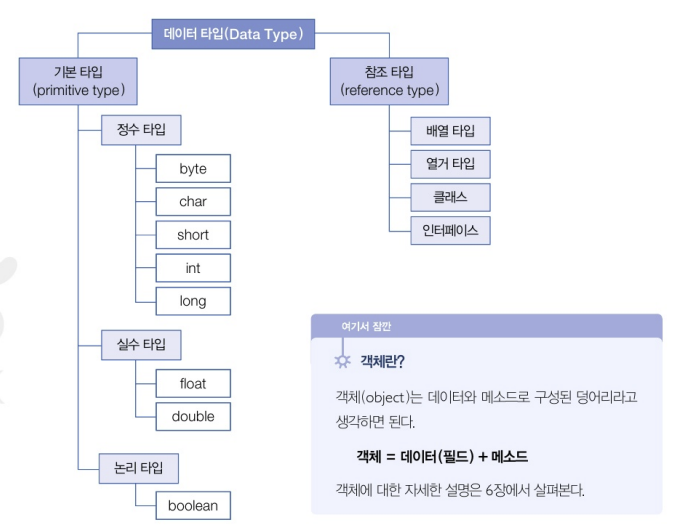 데이터 타입(Data Type)
기본 타입
(primitive type)
정수 타입
byte
char
short
int
long
실수 타입
float
double
논리 타입
boolean
참조 타입
(reference type)
배열 타입
열거 타입
클래스
인터페이스
여기서 잠깐
객체란?
객체(object)는 데이터와 메소드로 구성된 덩어리라고
생각하면 된다.
객체 = 데이터(필드) + 메소드
객체에 대한 자세한 설명은 6장에서 살펴본다.